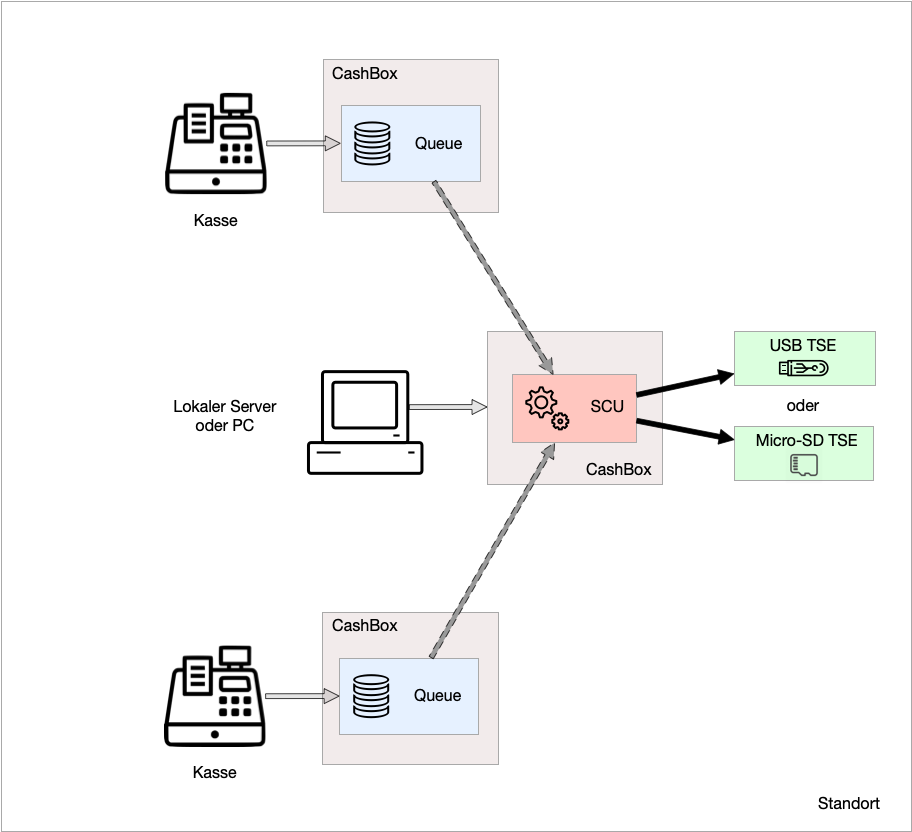 CashBox
Queue
Kasse
Lokaler Server
oder PC
SCU
CashBox
USB TSE
oder
Micro-SD TSE
CashBox
Queue
Kasse
Standort